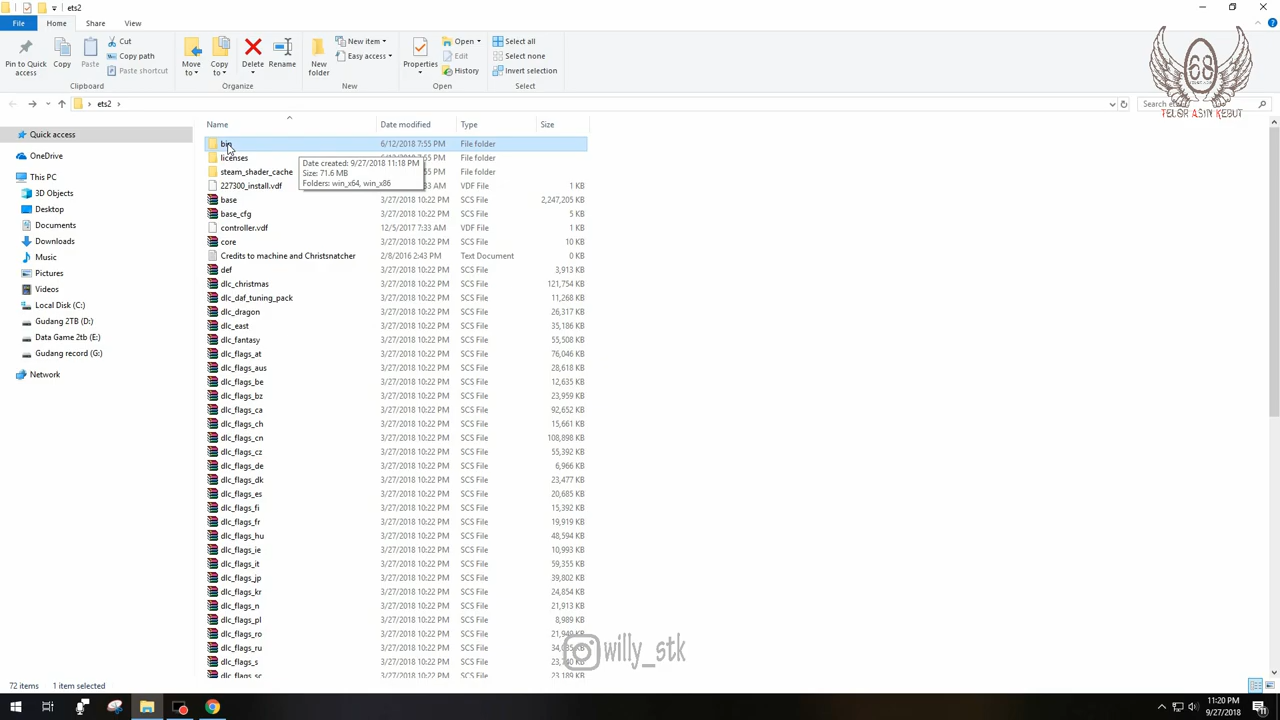 ets2
File
Home
Share
View
Pin to Quick access
Copy
Paste
Cut
Copy path
Paste shortcut
Clipboard
Move to
Copy to
Delete
Rename
Organize
New folder
New item
Easy access
New
Properties
Open
Edit
History
Open
Select all
Select none
Invert selection
Select
68
TELOR ASIN KEBUT
ets2
Search
Quick access
OneDrive
This PC
3D Objects
Desktop
Documents
Downloads
Music
Pictures
Videos
Local Disk (C:)
Gudang 2TB (D:)
Data Game 2tb (E:)
Gudang record (G:)
Network
Name Date modified Type Size
bin 6/12/2018 7:55 PM File folder
licenses 7:55 PM File folder
steam_shader_cache File folder
Date created: 9/27/2018 11:18 PM
Size: 71.6 MB
Folders: win_x64, win_x86
227300_install.vdf AM VDF File 1 KB
base 3/27/2018 10:22 PM SCS File 2,247,205 KB
base_cfg 3/27/2018 10:22 PM SCS File 5 KB
controller.vdf 12/5/2017 7:33 AM VDF File 1 KB
core 3/27/2018 10:22 PM SCS File 10 KB
Credits to machine and Christsnatcher 2/8/2016 2:43 PM Text Document 0 KB
def 3/27/2018 10:22 PM SCS File 3,913 KB
dlc_christmas 3/27/2018 10:22 PM SCS File 121,754 KB
dlc_daf_tuning_pack 3/27/2018 10:22 PM SCS File 11,268 KB
dlc_dragon 3/27/2018 10:22 PM SCS File 26,317 KB
dlc_east 3/27/2018 10:22 PM SCS File 35,186 KB
dlc_fantasy 3/27/2018 10:22 PM SCS File 55,508 KB
dlc_flags_at 3/27/2018 10:22 PM SCS File 76,046 KB
dlc_flags_aus 3/27/2018 10:22 PM SCS File 28,618 KB
dlc_flags_be 3/27/2018 10:22 PM SCS File 12,635 KB
dlc_flags_bz 3/27/2018 10:22 PM SCS File 23,959 KB
dlc_flags_ca 3/27/2018 10:22 PM SCS File 92,652 KB
dlc_flags_ch 3/27/2018 10:22 PM SCS File 15,661 KB
dlc_flags_cn 3/27/2018 10:22 PM SCS File 108,898 KB
dlc_flags_cz 3/27/2018 10:22 PM SCS File 55,392 KB
dlc_flags_de 3/27/2018 10:22 PM SCS File 6,966 KB
dlc_flags_dk 3/27/2018 10:22 PM SCS File 23,477 KB
dlc_flags_es 3/27/2018 10:22 PM SCS File 20,685 KB
dlc_flags_fi 3/27/2018 10:22 PM SCS File 15,392 KB
dlc_flags_fr 3/27/2018 10:22 PM SCS File 19,919 KB
dlc_flags_hu 3/27/2018 10:22 PM SCS File 48,594 KB
dlc_flags_ie 3/27/2018 10:22 PM SCS File 10,993 KB
dlc_flags_it 3/27/2018 10:22 PM SCS File 59,355 KB
dlc_flags_jp 3/27/2018 10:22 PM SCS File 39,802 KB
dlc_flags_kr 3/27/2018 10:22 PM SCS File 24,854 KB
dlc_flags_n 3/27/2018 10:22 PM SCS File 21,913 KB
dlc_flags_pl 3/27/2018 10:22 PM SCS File 8,989 KB
dlc_flags_ro 3/27/2018 10:22 PM SCS File KB
dlc_flags_ru 3/27/2018 10:22 PM SCS File KB
dlc_flags_s 3/27/2018 10:22 PM SCS File KB
dlc_flags_sc 3/27/2018 10:22 PM SCS File 23,189 KB
willy_stk
72 items 1 item selected
11:20 PM
9/27/2018